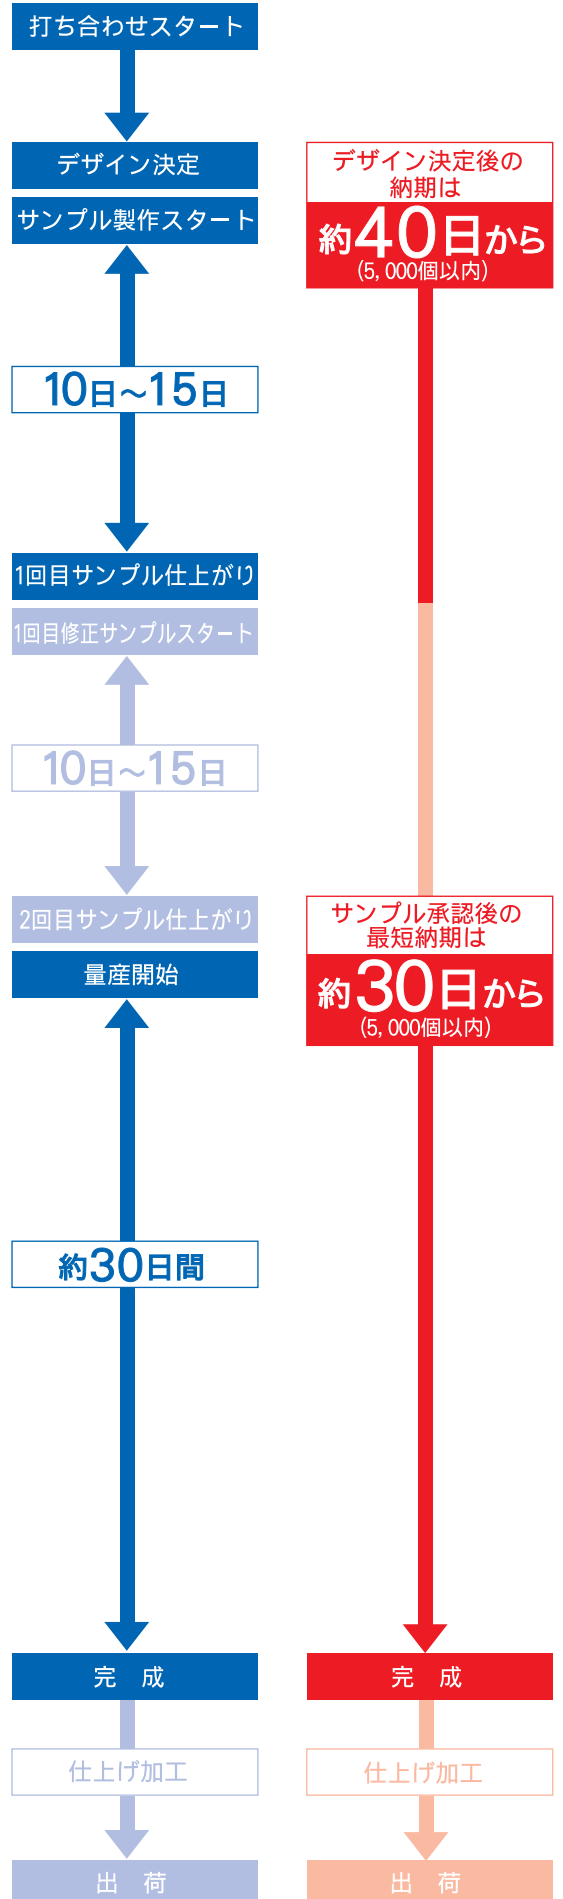 打ち合わせスタート
デザイン決定
サンプル製作スタート
10日～15日
1回目サンプル仕上がり
1回目修正サンプルスタート
10日～15日
2回目サンプル仕上がり
量産開始
約30日間
完　成
仕上げ加工
出　荷
デザイン決定後の
納期は
約40日から
(5,000個以内)
サンプル承認後の
最短納期は
約30日から
(5,000個以内)
完　成
仕上げ加工
出　荷